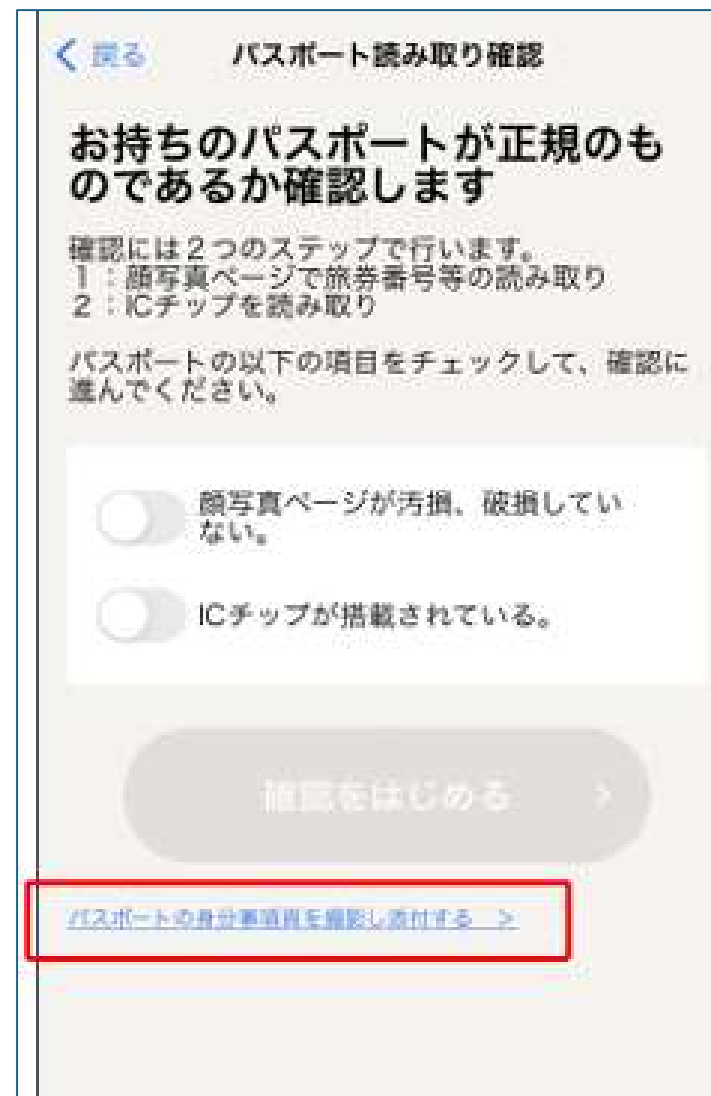 戻る パスポート読み取り確認
お持ちのパスポートが正規のも
のであるか確認します
確認には2つのステップで行います。
1：顔写真ページで旅券番号等の読み取り
2：ICチップを読み取り
パスポートの以下の項目をチェックして、確認に
進んでください。
顔写真ページが汚損、破損してい
ない。
ICチップが搭載されている。
確認をはじめる >
パスポートの身分事項頁を撮影し添付する >